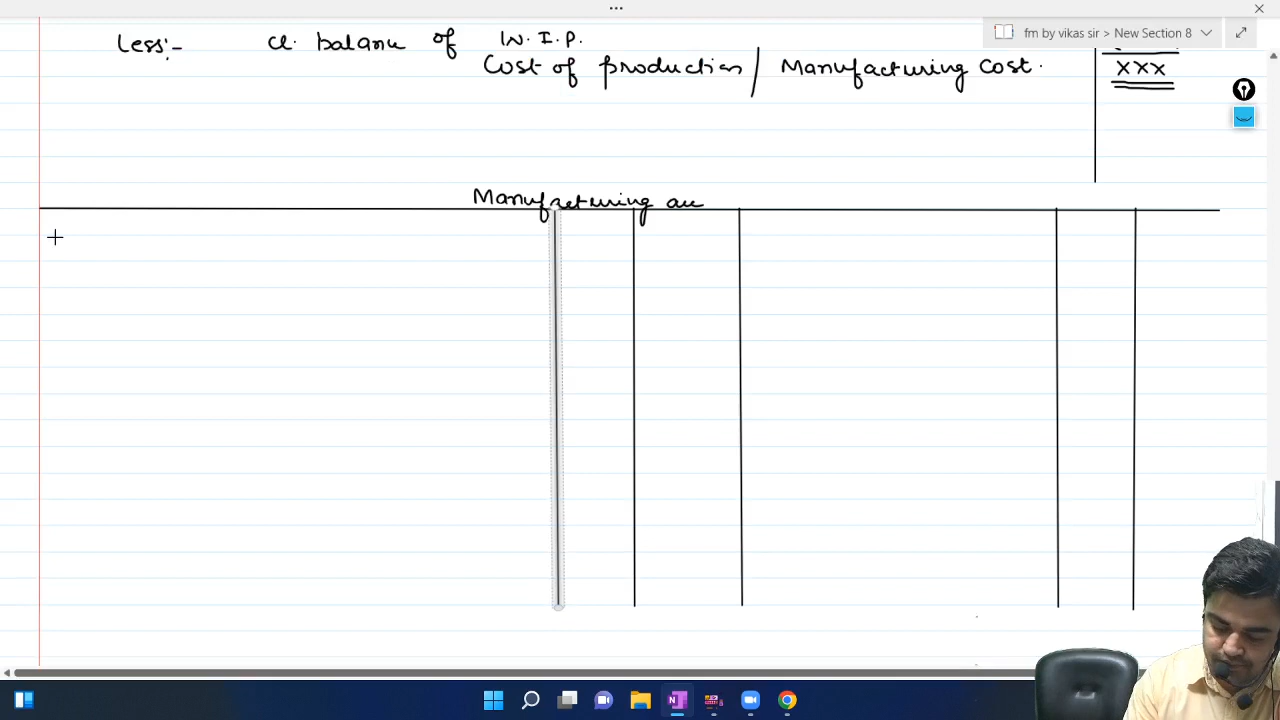 ...
Less:- cl. balance of W.I.P.
fm by vikas sir > New Section 8
Cost of production / Manufacturing cost.
xxx
Manufacturing a/c